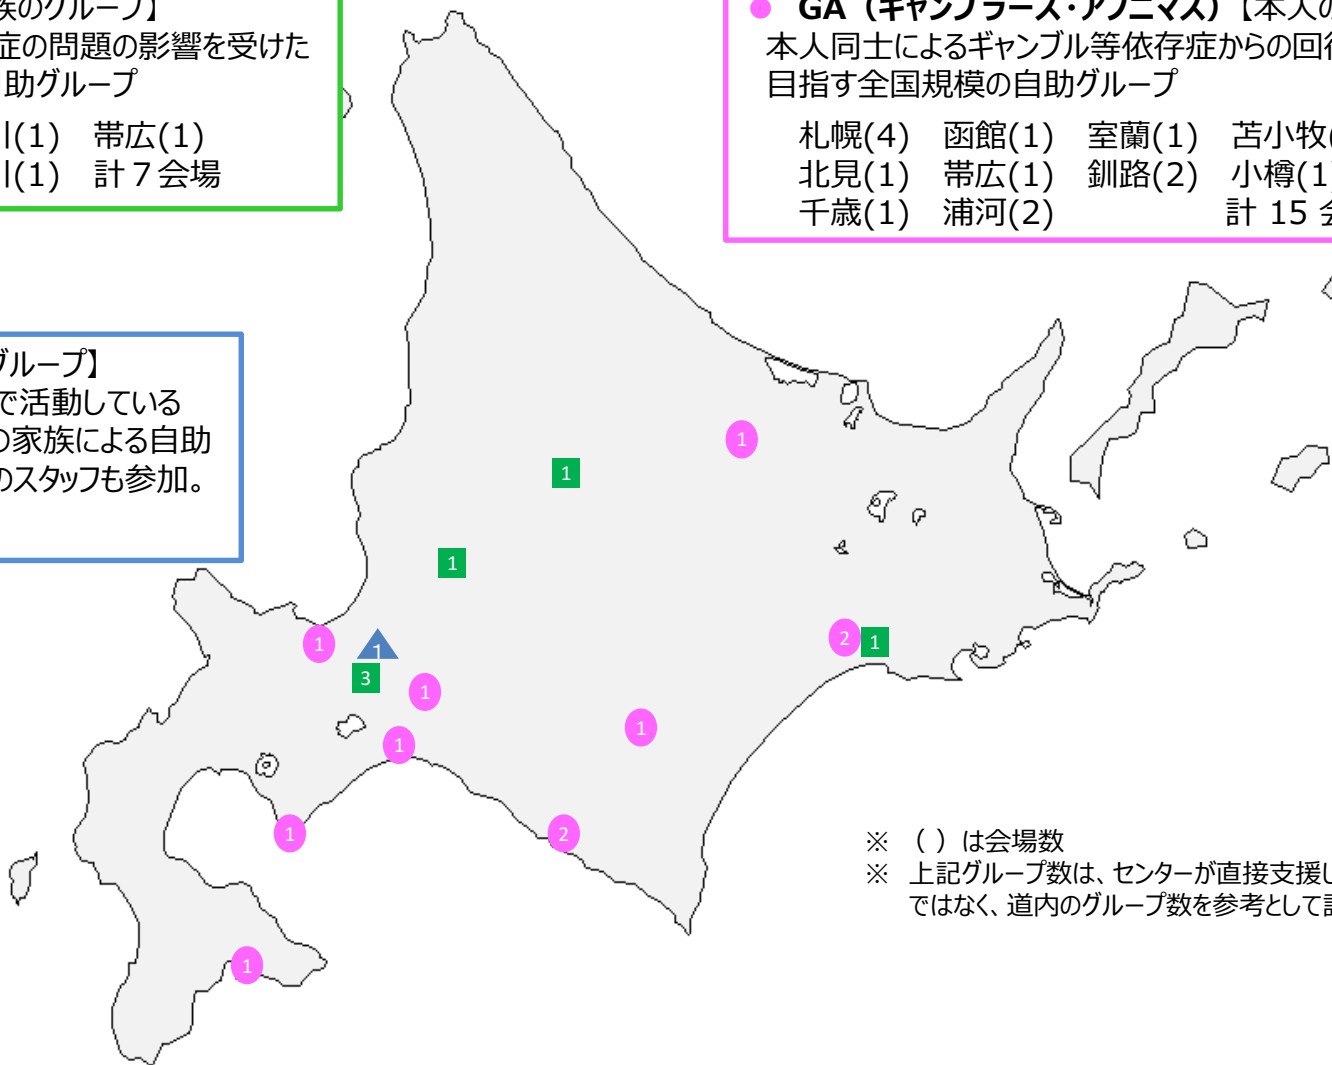 族のグループ】
症の問題の影響を受けた
助グループ
川(1) 帯広(1)
川(1) 計７会場
● GA（ギャンブラーズ・アノニマス）【本人の
本人同士によるギャンブル等依存症からの回復
目指す全国規模の自助グループ
札幌(4) 函館(1) 室蘭(1) 苫小牧(
北見(1) 帯広(1) 釧路(2) 小樽(1)
千歳(1) 浦河(2) 計 15 会
グループ】
で活動している
の家族による自助
のスタッフも参加。
1
1
1
1
1
3
1
2
1
1
1
1
2
1
※ （ ）は会場数
※ 上記グループ数は、センターが直接支援し
ではなく、道内のグループ数を参考として